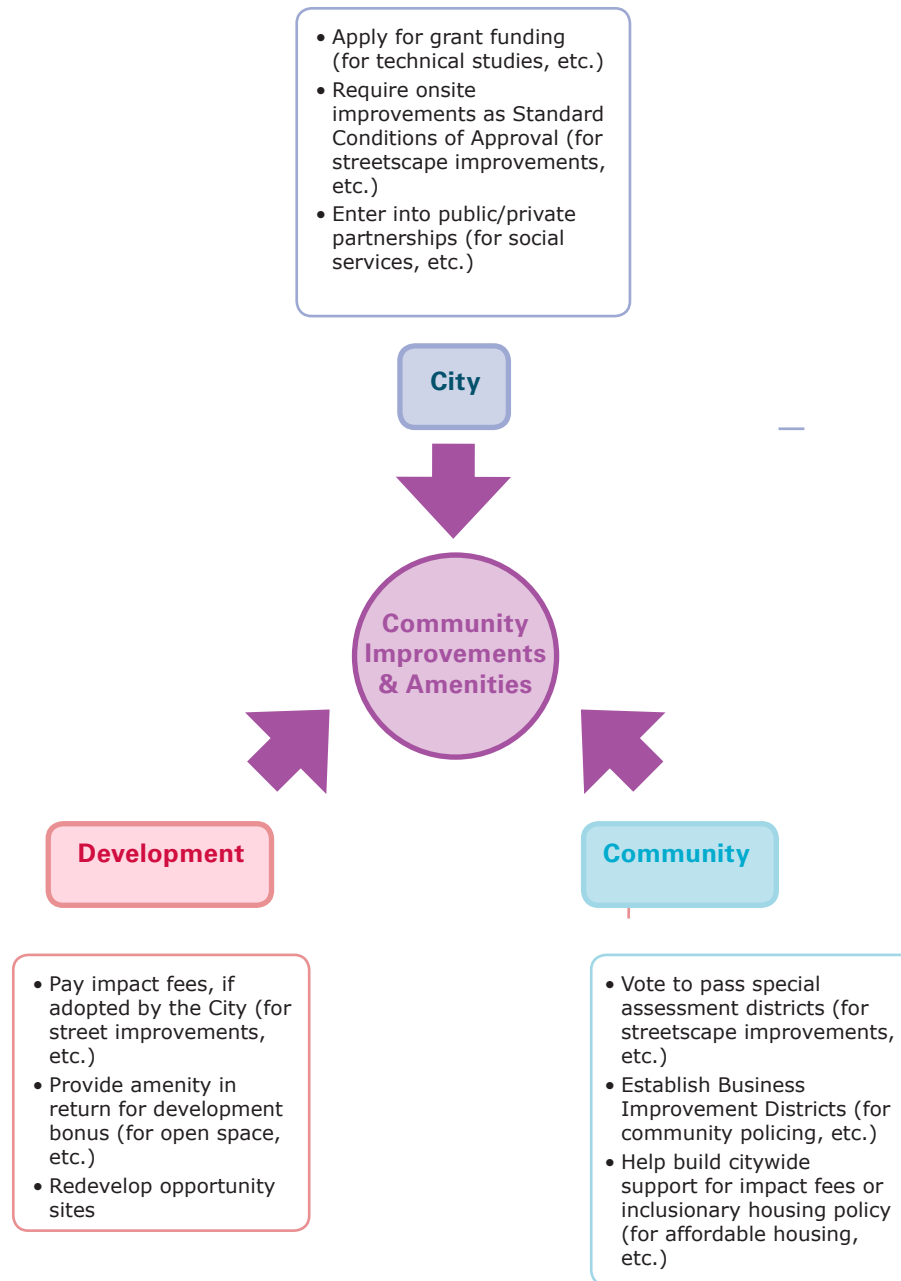 • Apply for grant funding
(for technical studies, etc.)
• Require onsite
improvements as Standard
Conditions of Approval (for
streetscape improvements,
etc.)
• Enter into public/private
partnerships (for social
services, etc.)
City
Community
Improvements
& Amenities
Development
• Pay impact fees, if
adopted by the City (for
street improvements,
etc.)
• Provide amenity in
return for development
bonus (for open space,
etc.)
• Redevelop opportunity
sites
Community
• Vote to pass special
assessment districts (for
streetscape improvements,
etc.)
• Establish Business
Improvement Districts (for
community policing, etc.)
• Help build citywide
support for impact fees or
inclusionary housing policy
(for affordable housing,
etc.)